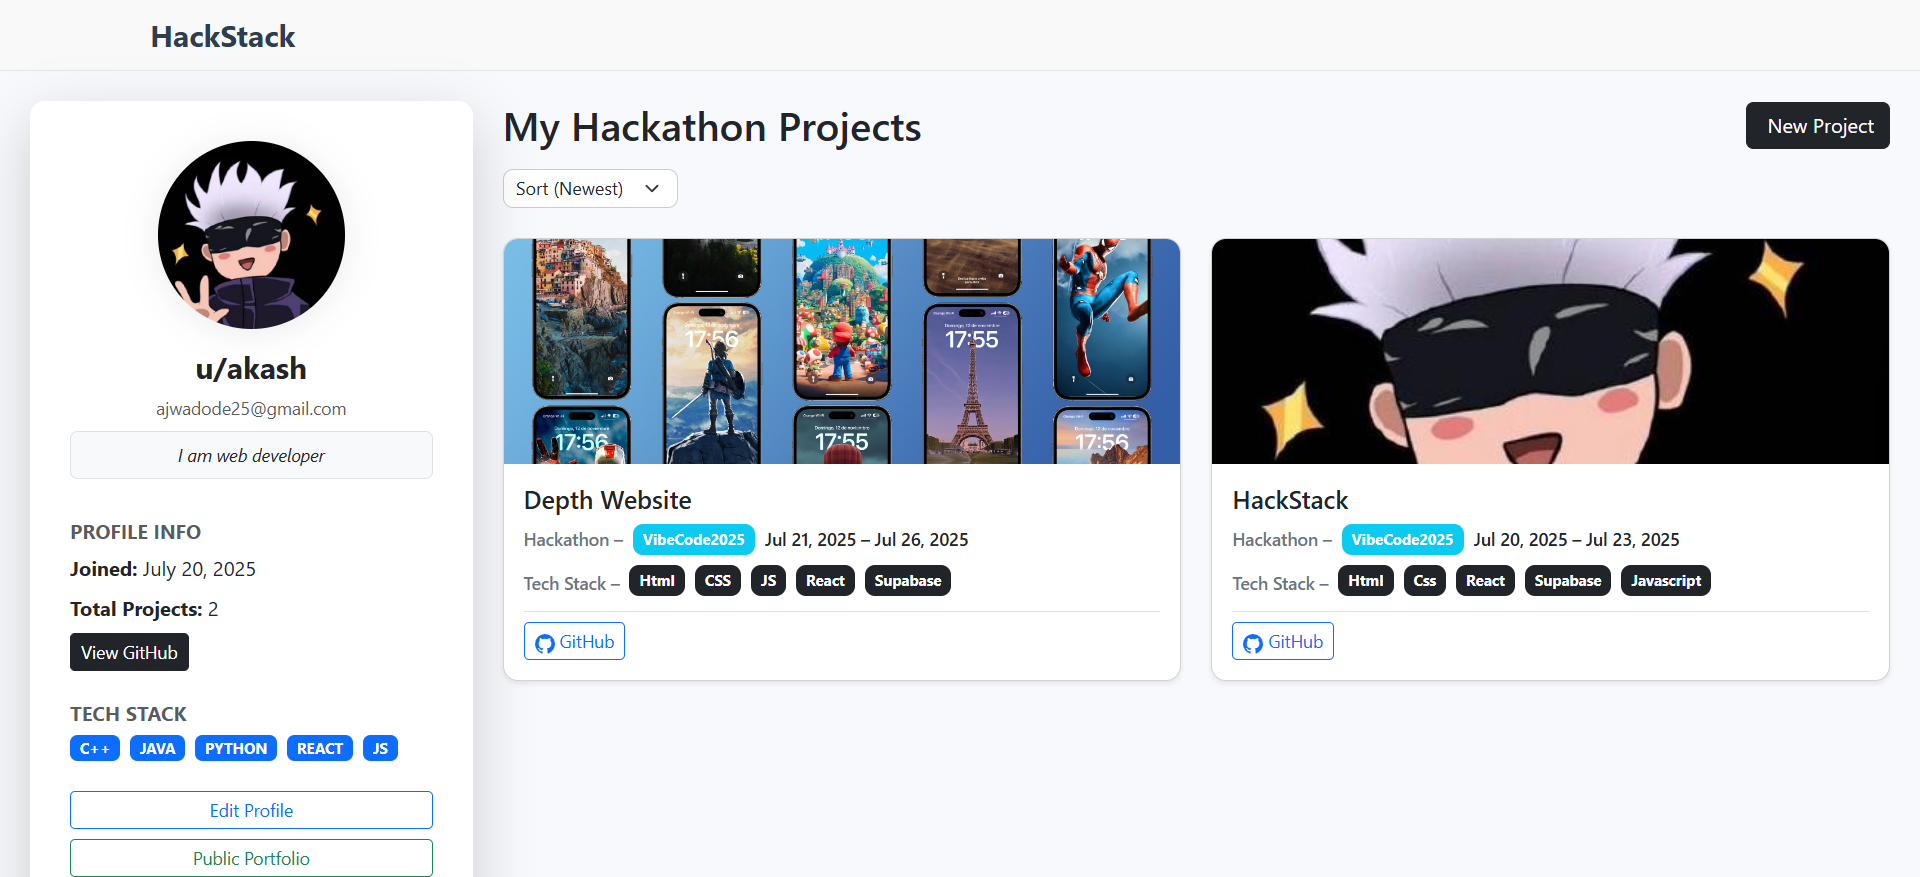 HackStack
u/akash
ajwadode25@gmail.com
I am web developer
PROFILE INFO
Joined: July 20, 2025
Total Projects: 2
View GitHub
TECH STACK
C++ JAVA PYTHON REACT JS
Edit Profile
Public Portfolio
My Hackathon Projects
New Project
Sort (Newest)
17:56 17:55
17:56 17:55 17:56
Depth Website
Hackathon – VibeCode2025 Jul 21, 2025 – Jul 26, 2025
Tech Stack – Html CSS JS React Supabase
GitHub
HackStack
Hackathon – VibeCode2025 Jul 20, 2025 – Jul 23, 2025
Tech Stack – Html Css React Supabase Javascript
GitHub